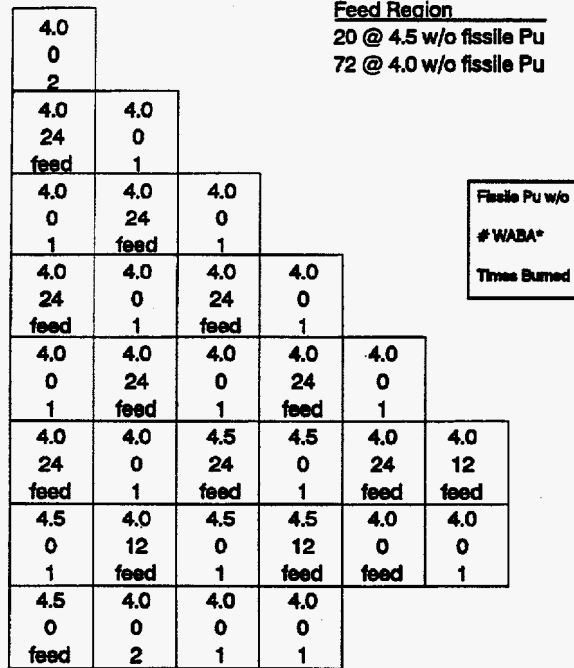 Feed Region
20 @ 4.5 w/o fissile Pu
72 @ 4.0 w/o fissile Pu
4.0
0
2
4.0 4.0
24 0
feed 1
4.0 4.0 4.0
0 24 0
1 feed 1
Fissile Pu w/o
# WABA*
Times Burned
4.0 4.0 4.0 4.0
24 0 24 0
feed 1 feed 1
4.0 4.0 4.0 4.0 4.0
0 24 0 24 0
1 feed 1 feed 1
4.0 4.0 4.5 4.5 4.0 4.0
24 0 24 0 24 12
feed 1 feed 1 feed feed
4.5 4.0 4.5 4.5 4.0 4.0
0 12 0 12 0 0
1 feed 1 feed feed 1
4.5 4.0 4.0 4.0
0 0 0 0
feed 2 1 1